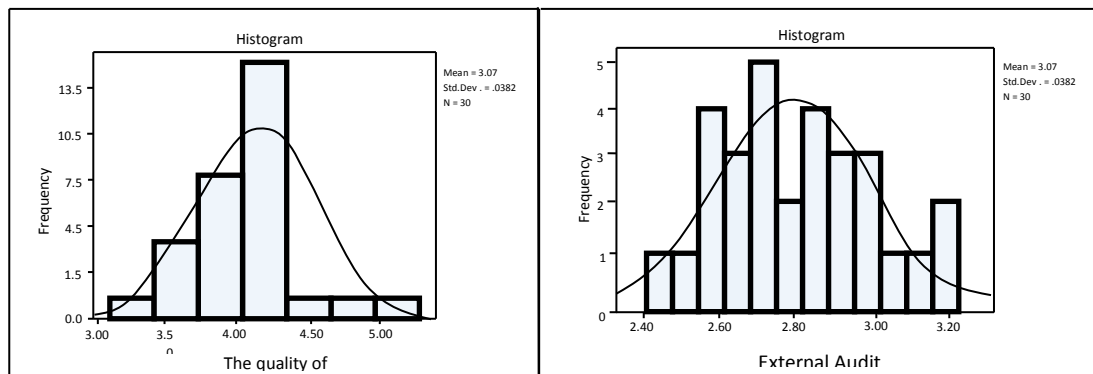 Histogram
Mean = 3.07
Std.Dev . = .0382
N = 30
Frequency
13.5
10.5
7.5
4.5
1.5
0.0
3.00
3.5
0
4.00
4.50
5.00
The quality of
Histogram
Mean = 3.07
Std.Dev . = .0382
N = 30
Frequency
5
4
3
2
1
0
2.40
2.60
2.80
3.00
3.20
External Audit